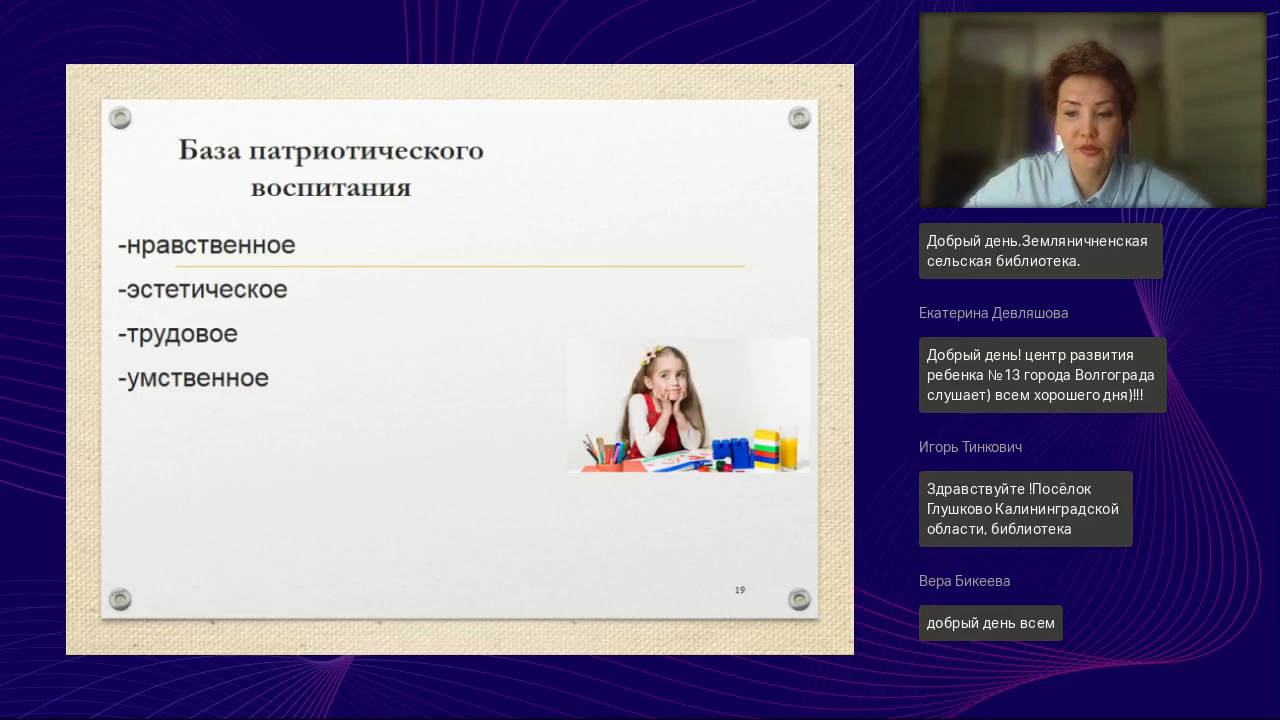 База патриотического
воспитания
-нравственное
-эстетическое
-трудовое
-умственное
19
Добрый день.Земляничненская
сельская библиотека.
Екатерина Девляшова
Добрый день! центр развития
ребенка №13 города Волгограда
слушает) всем хорошего дня)!!!
Игорь Тинкович
Здравствуйте !Посёлок
Глушково Калининградской
области, библиотека
Вера Бикеева
добрый день всем